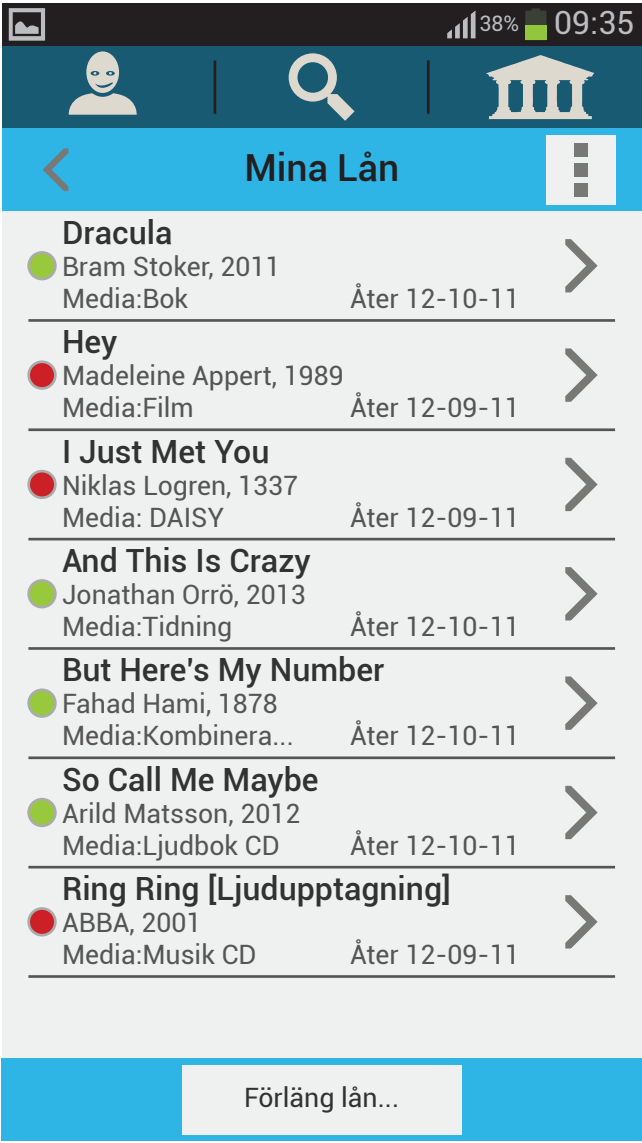 38% 09:35
Mina Lån
Dracula
Bram Stoker, 2011
Media:Bok Åter 12-10-11
Hey
Madeleine Appert, 1989
Media:Film Åter 12-09-11
I Just Met You
Niklas Logren, 1337
Media: DAISY Åter 12-09-11
And This Is Crazy
Jonathan Orrö, 2013
Media:Tidning Åter 12-10-11
But Here's My Number
Fahad Hami, 1878
Media:Kombinera... Åter 12-10-11
So Call Me Maybe
Arild Matsson, 2012
Media:Ljudbok CD Åter 12-10-11
Ring Ring [Ljudupptagning]
ABBA, 2001
Media:Musik CD Åter 12-09-11
Förläng lån...